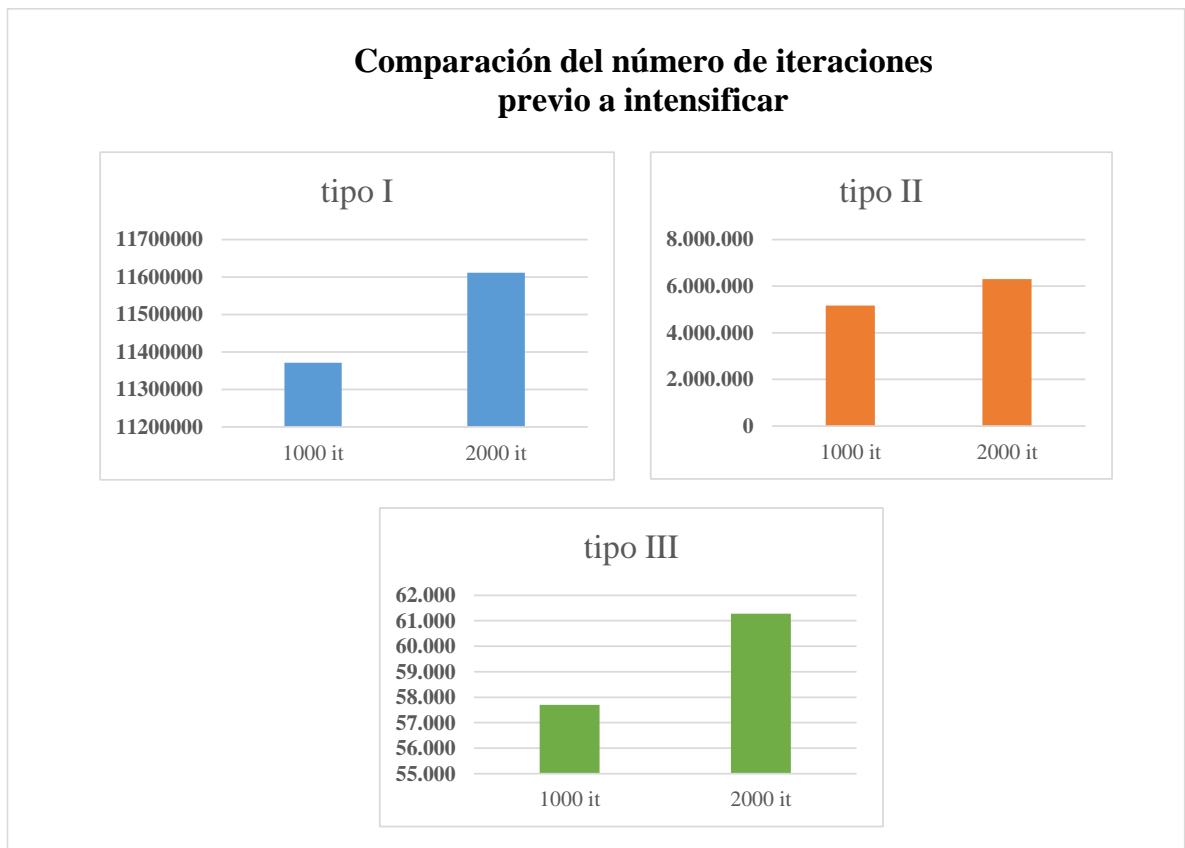 Comparación del número de iteraciones
previo a intensificar
tipo I
11700000
11600000
11500000
11400000
11300000
11200000
1000 it
2000 it
tipo II
8.000.000
6.000.000
4.000.000
2.000.000
0
1000 it
2000 it
tipo III
62.000
61.000
60.000
59.000
58.000
57.000
56.000
55.000
1000 it
2000 it